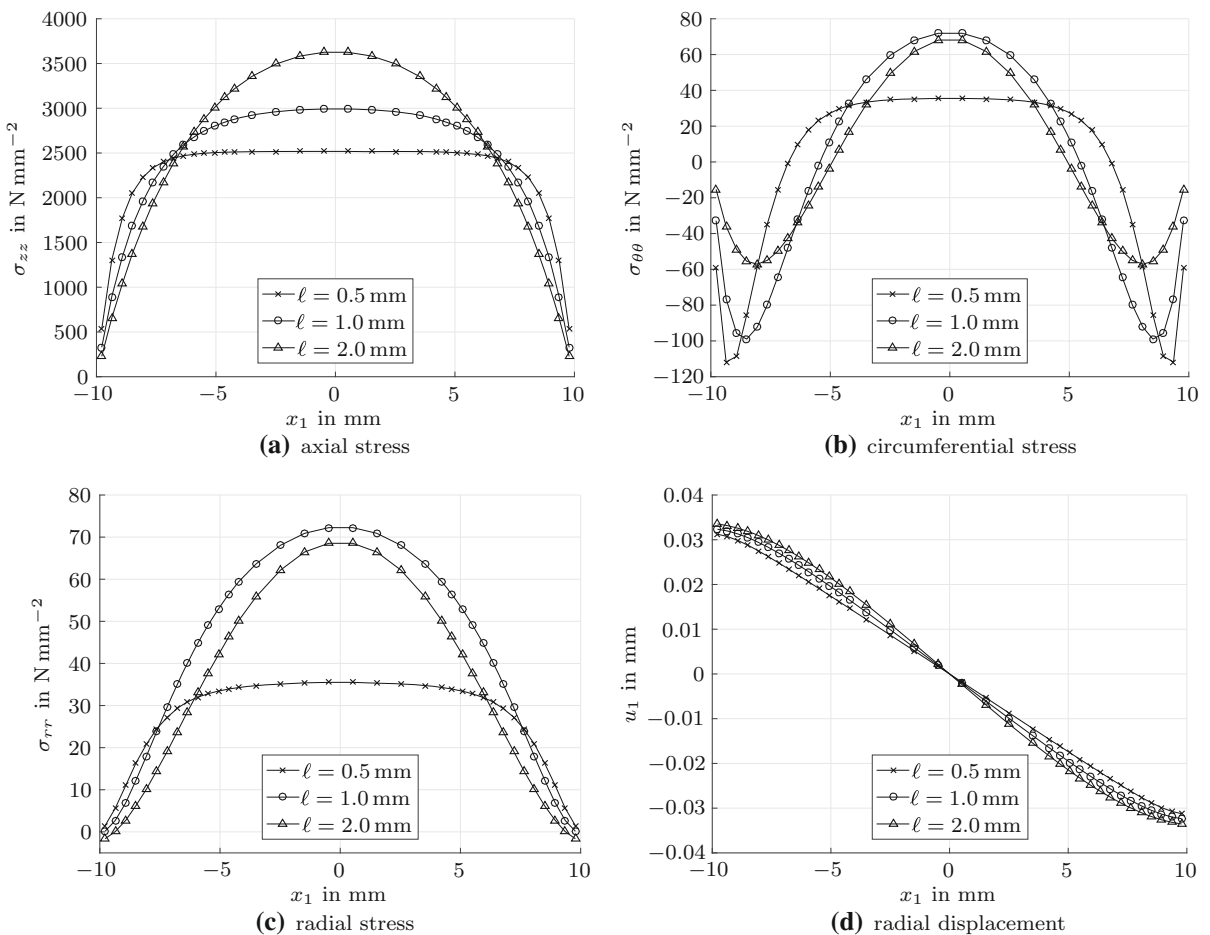 4000
3500
3000
2500
2000
1500
1000
500
0
σzz in N mm−2
ℓ = 0.5 mm
ℓ = 1.0 mm
ℓ = 2.0 mm
−10 −5 0 5 10
x1 in mm
(a) axial stress
80
60
40
20
0
−20
−40
−60
−80
−100
−120
σθθ in N mm−2
ℓ = 0.5 mm
ℓ = 1.0 mm
ℓ = 2.0 mm
−10 −5 0 5 10
x1 in mm
(b) circumferential stress
80
70
60
50
40
30
20
10
0
σrr in N mm−2
ℓ = 0.5 mm
ℓ = 1.0 mm
ℓ = 2.0 mm
−10 −5 0 5 10
x1 in mm
(c) radial stress
0.04
0.03
0.02
0.01
0
−0.01
−0.02
−0.03
−0.04
u1 in mm
ℓ = 0.5 mm
ℓ = 1.0 mm
ℓ = 2.0 mm
−10 −5 0 5 10
x1 in mm
(d) radial displacement